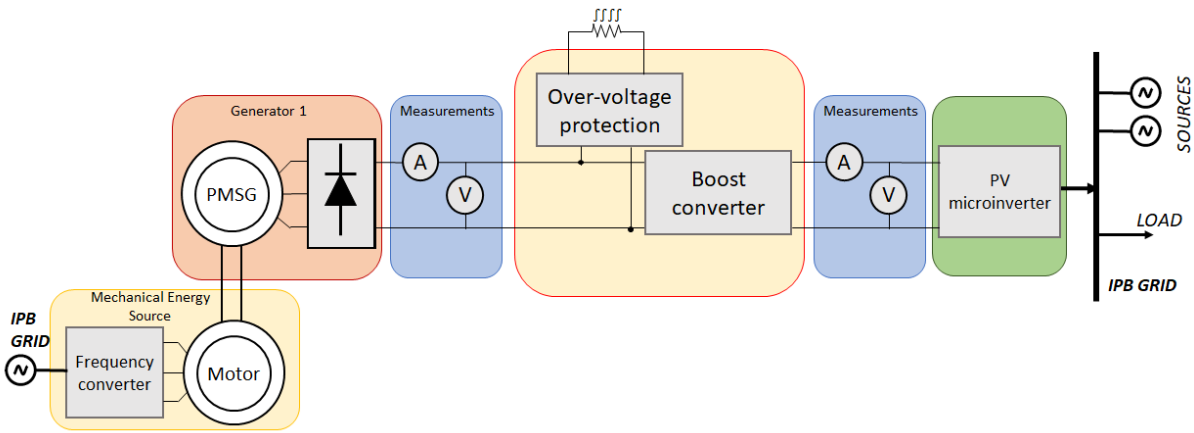 Generator 1
PMSG
Measurements
A
V
Over-voltage
protection
Boost
converter
Measurements
A
V
PV
microinverter
SOURCES
LOAD
IPB GRID
Mechanical Energy
Source
IPB
GRID
Frequency
converter
Motor